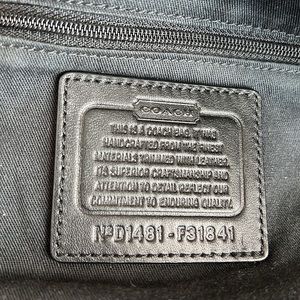 COACH
THIS IS A COACH BAG. IT WAS
HANDCRAFTED FROM THE FINEST
MATERIALS TRIMMED WITH LEATHER.
ITS SUPERIOR CRAFTSMANSHIP AND
ATTENTION TO DETAIL REFLECT OUR
COMMITMENT TO ENDURING QUALITY.
Nº D1481 - F31841